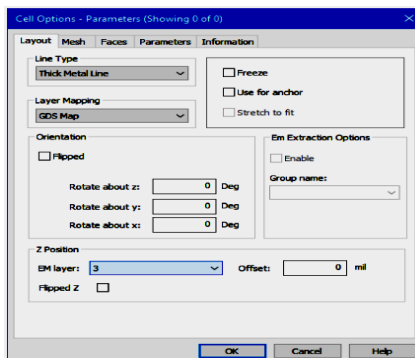 Cell Options - Parameters (Showing 0 of 0)
Layout Mesh Faces Parameters Information
Line Type
Thick Metal Line
Freeze
Use for anchor
Layer Mapping
GDS Map
Stretch to fit
Orientation
Flipped
Rotate about z: 0 Deg
Rotate about y: 0 Deg
Rotate about x: 0 Deg
Em Extraction Options
Enable
Group name:
Z Position
EM layer: 3 Offset: 0 mil
Flipped Z
OK Cancel Help